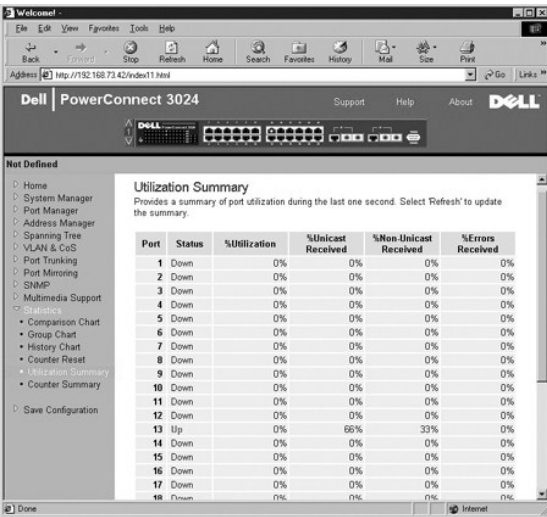 Welcome! -
File Edit View Favorites Tools Help
Back Forward Stop Refresh Home Search Favorites History Mail Size Print
Address http://192.168.73.42/index11.html Go Links »
Dell PowerConnect 3024 Support Help About DELL
DELL
Not Defined
Home
System Manager
Port Manager
Address Manager
Spanning Tree
VLAN & CoS
Port Trunking
Port Mirroring
SNMP
Multimedia Support
Statistics
Comparison Chart
Group Chart
History Chart
Counter Reset
Utilization Summary
Counter Summary
Save Configuration
Utilization Summary
Provides a summary of port utilization during the last one second. Select 'Refresh' to update
the summary.
Port Status %Utilization %Unicast Received %Non-Unicast Received %Errors Received
1 Down 0% 0% 0% 0%
2 Down 0% 0% 0% 0%
3 Down 0% 0% 0% 0%
4 Down 0% 0% 0% 0%
5 Down 0% 0% 0% 0%
6 Down 0% 0% 0% 0%
7 Down 0% 0% 0% 0%
8 Down 0% 0% 0% 0%
9 Down 0% 0% 0% 0%
10 Down 0% 0% 0% 0%
11 Down 0% 0% 0% 0%
12 Down 0% 0% 0% 0%
13 Up 0% 66% 33% 0%
14 Down 0% 0% 0% 0%
15 Down 0% 0% 0% 0%
16 Down 0% 0% 0% 0%
17 Down 0% 0% 0% 0%
18 Down 0% 0% 0% 0%
Done Internet